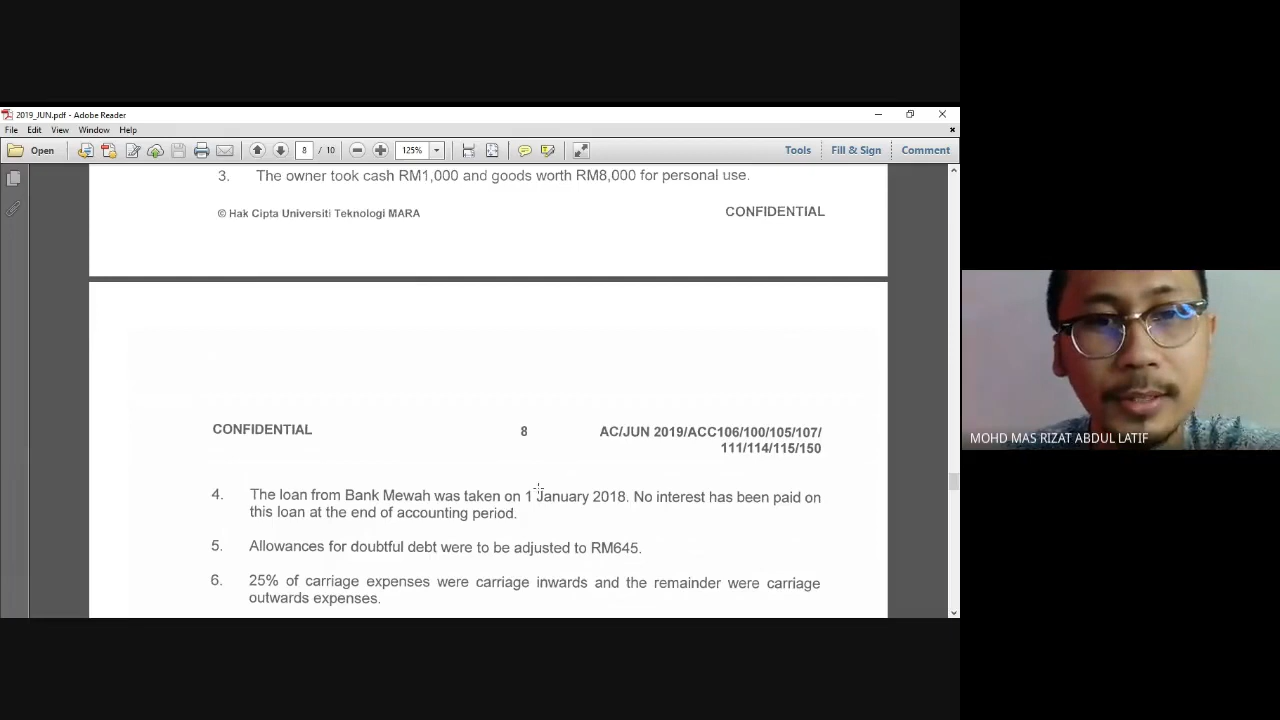 2019_JUN.pdf - Adobe Reader
File Edit View Window Help
Open 8 / 10 125% Tools Fill & Sign Comment
3. The owner took cash RM1,000 and goods worth RM8,000 for personal use.
© Hak Cipta Universiti Teknologi MARA CONFIDENTIAL
CONFIDENTIAL 8 AC/JUN 2019/ACC106/100/105/107/
111/114/115/150
4. The loan from Bank Mewah was taken on 1 January 2018. No interest has been paid on
this loan at the end of accounting period.
5. Allowances for doubtful debt were to be adjusted to RM645.
6. 25% of carriage expenses were carriage inwards and the remainder were carriage
outwards expenses.
MOHD MAS RIZAT ABDUL LATIF